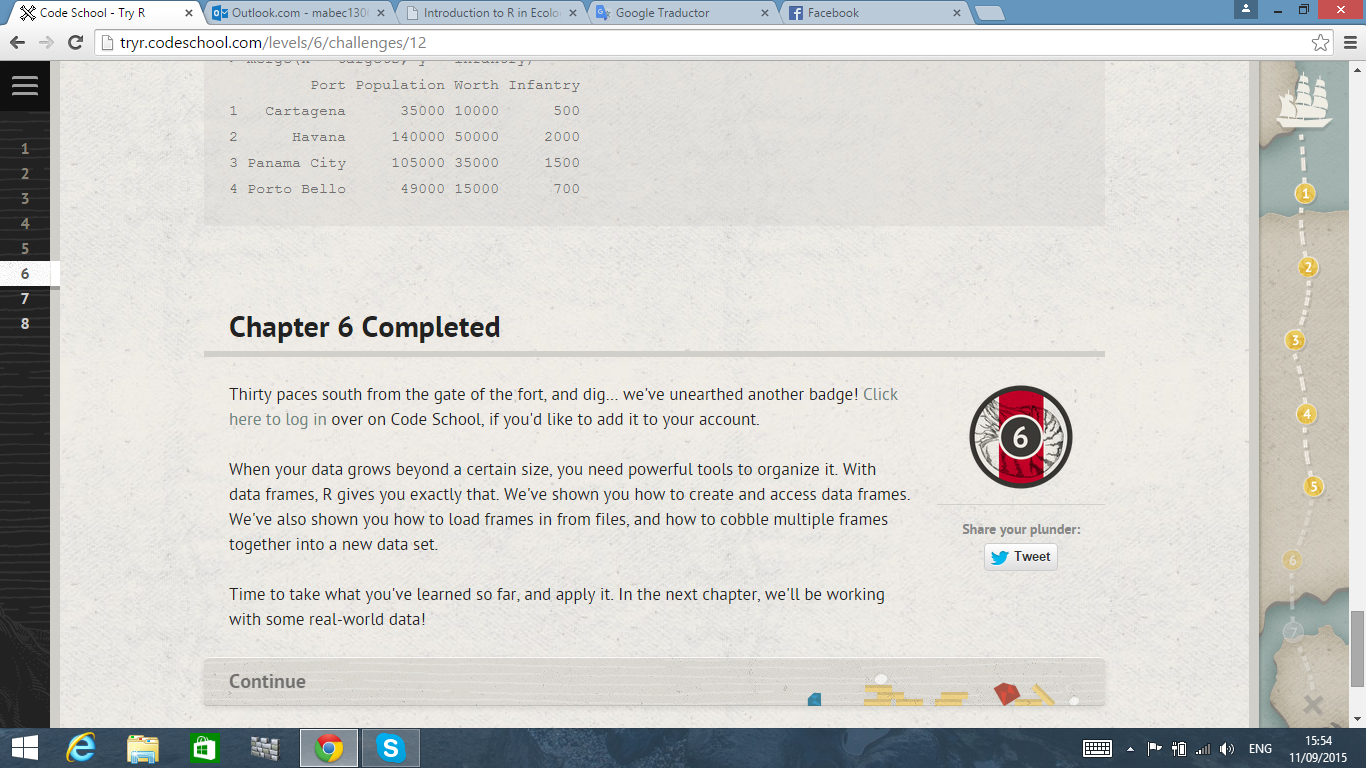 Code School - Try R
Outlook.com - mabec130
Introduction to R in Ecolo
Google Traductor
Facebook
tryr.codeschool.com/levels/6/challenges/12
Port Population Worth Infantry
1 Cartagena 35000 10000 500
2 Havana 140000 50000 2000
3 Panama City 105000 35000 1500
4 Porto Bello 49000 15000 700
1
2
3
4
5
6
7
8
Chapter 6 Completed
Thirty paces south from the gate of the fort, and dig... we've unearthed another badge! Click
here to log in over on Code School, if you'd like to add it to your account.
When your data grows beyond a certain size, you need powerful tools to organize it. With
data frames, R gives you exactly that. We've shown you how to create and access data frames.
We've also shown you how to load frames in from files, and how to cobble multiple frames
together into a new data set.
Time to take what you've learned so far, and apply it. In the next chapter, we'll be working
with some real-world data!
6
Share your plunder:
Tweet
Continue
1
2
3
4
5
6
7
ENG
15:54
11/09/2015